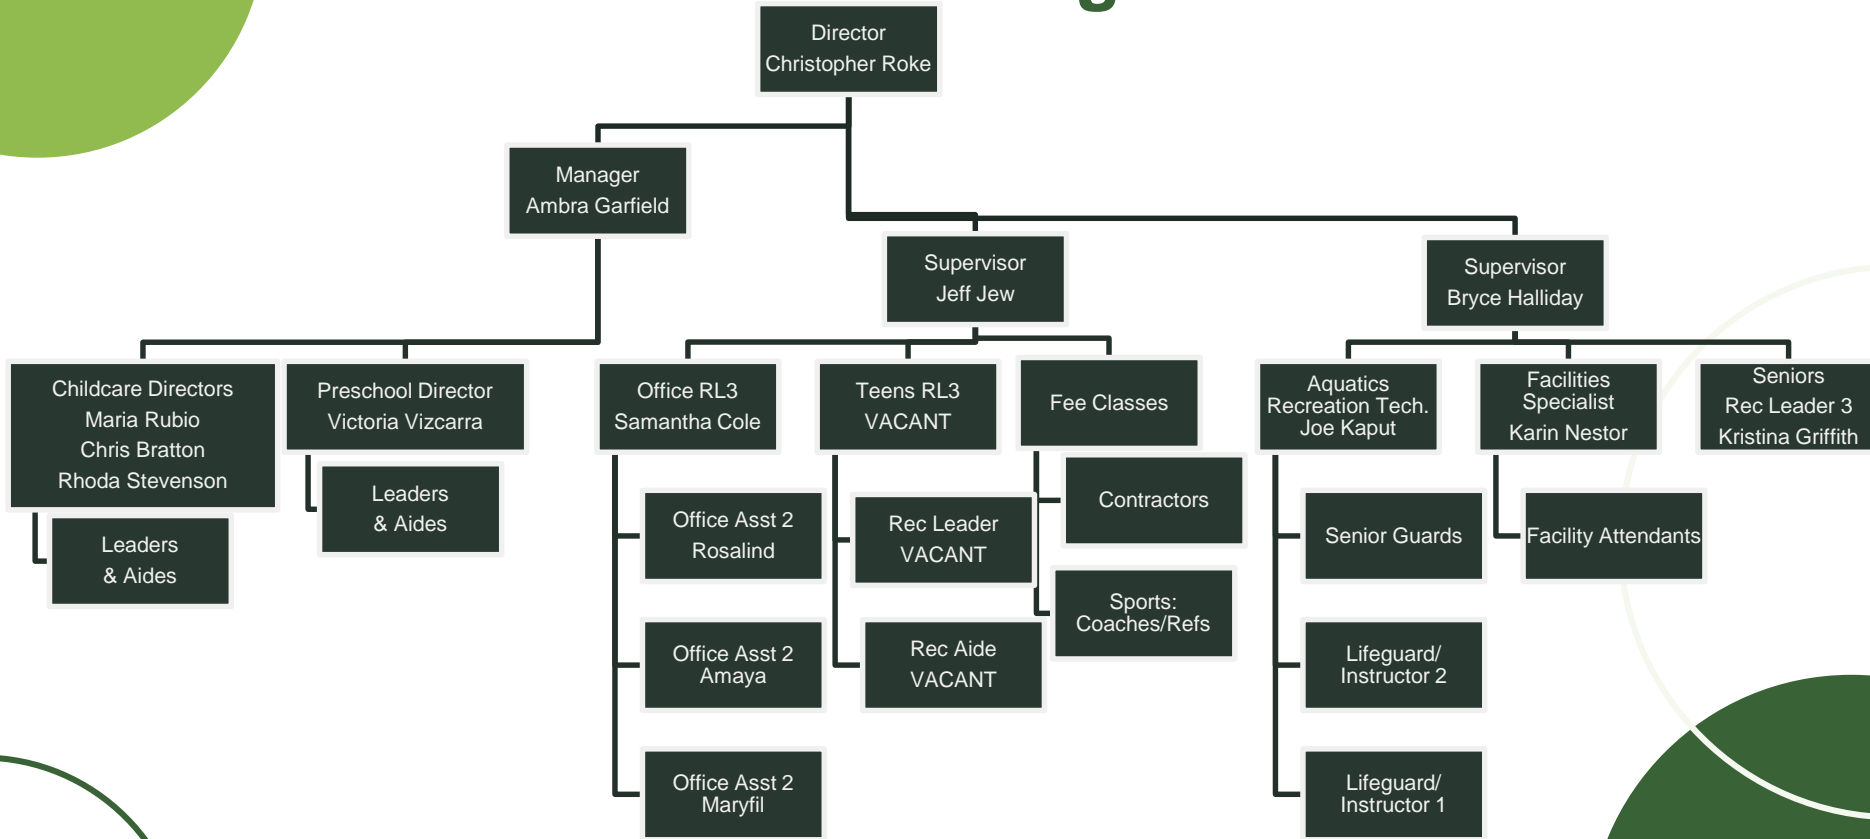 Director
Christopher Roke
Manager
Ambra Garfield
Supervisor
Jeff Jew
Supervisor
Bryce Halliday
Childcare Directors
Maria Rubio
Chris Bratton
Rhoda Stevenson
Leaders
& Aides
Preschool Director
Victoria Vizcarra
Leaders
& Aides
Office RL3
Samantha Cole
Office Asst 2
Rosalind
Office Asst 2
Amaya
Office Asst 2
Maryfil
Teens RL3
VACANT
Rec Leader
VACANT
Rec Aide
VACANT
Fee Classes
Contractors
Sports:
Coaches/Refs
Aquatics
Recreation Tech.
Joe Kaput
Senior Guards
Lifeguard/
Instructor 2
Lifeguard/
Instructor 1
Facilities
Specialist
Karin Nestor
Facility Attendants
Seniors
Rec Leader 3
Kristina Griffith